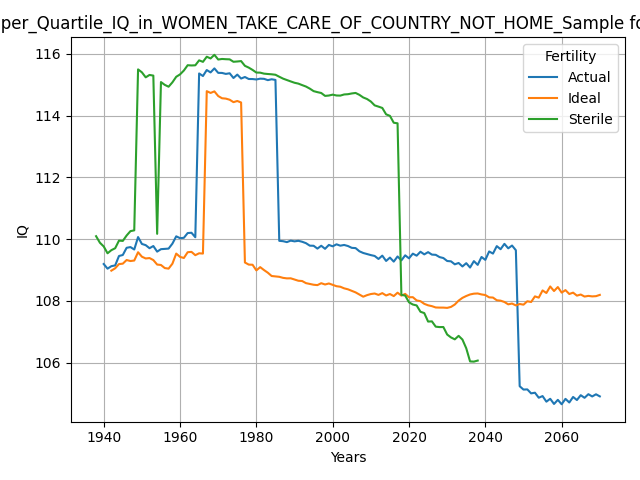 per_Quartile_IQ_in_WOMEN_TAKE_CARE_OF_COUNTRY_NOT_HOME_Sample fo
Fertility
Actual
Ideal
Sterile
116
114
112
110
108
106
IQ
1940 1960 1980 2000 2020 2040 2060
Years